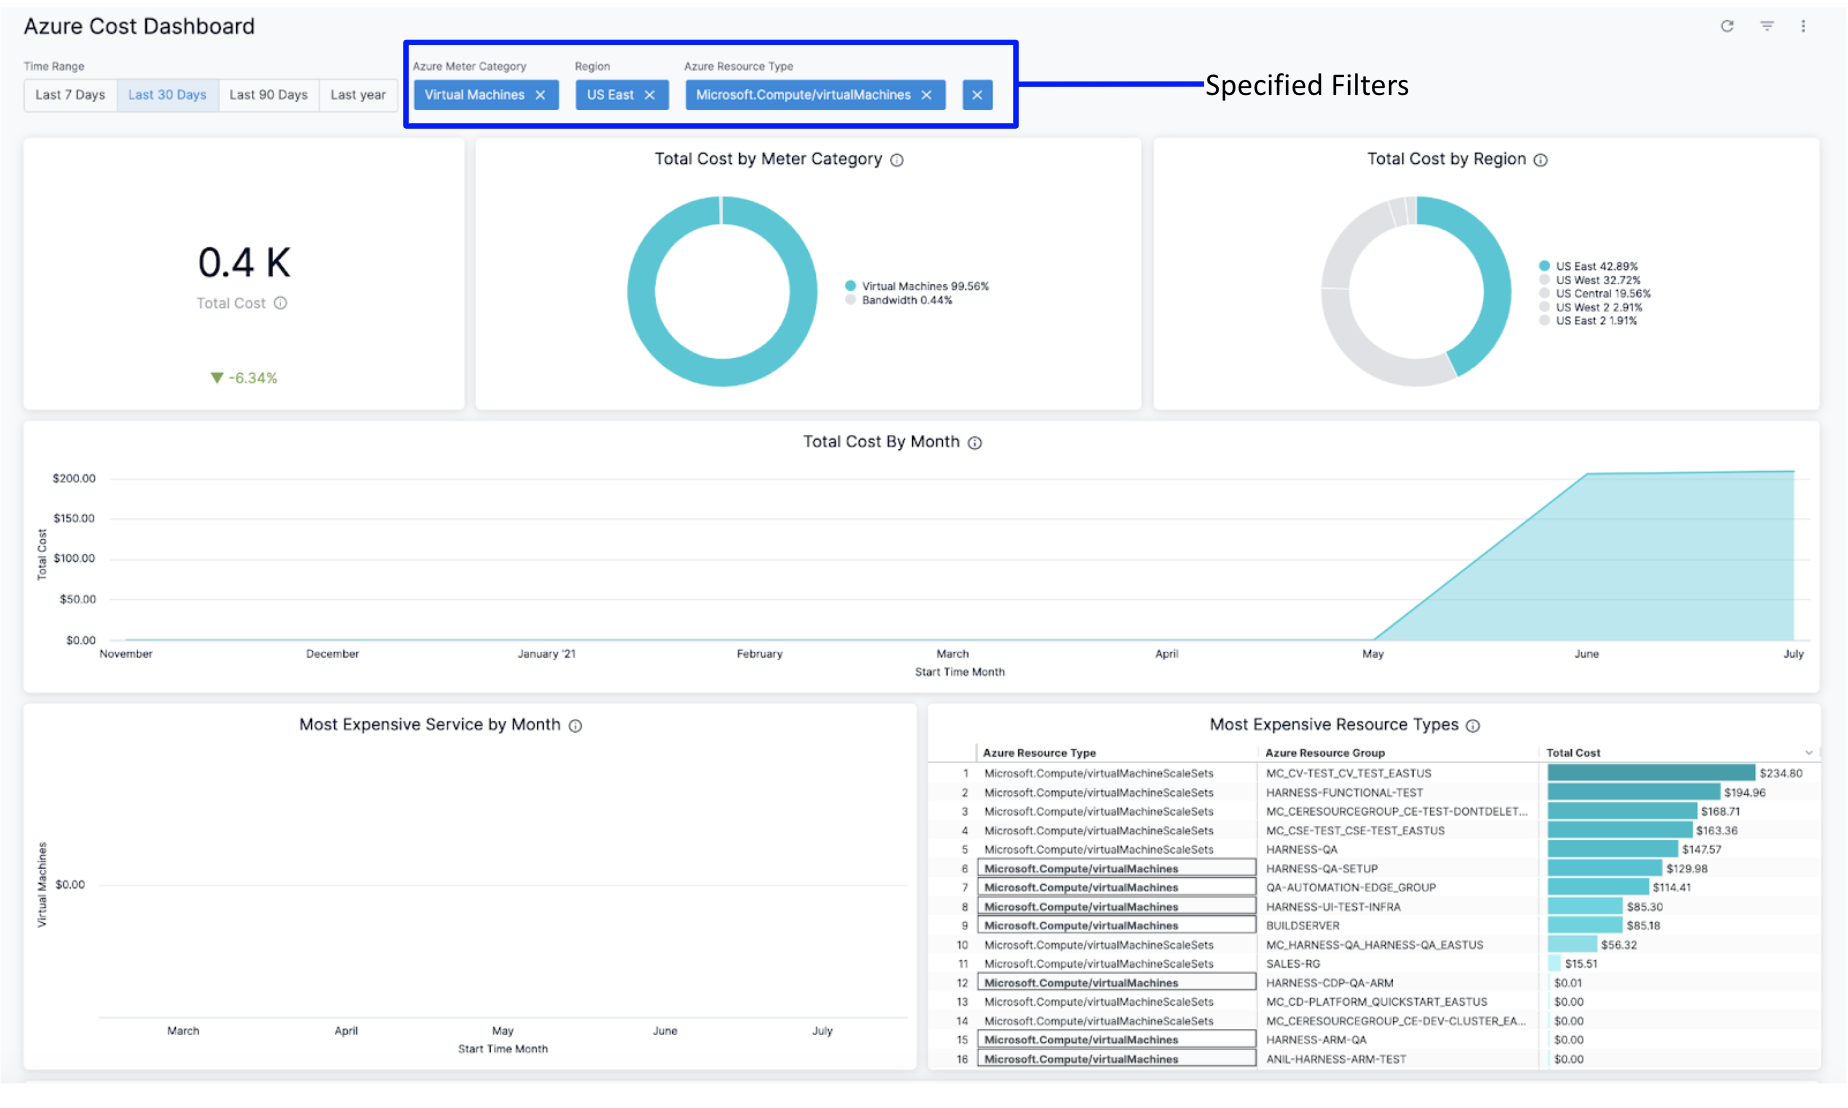 Azure Cost Dashboard
Time Range
Last 7 Days Last 30 Days Last 90 Days Last year
Azure Meter Category Region Azure Resource Type
Virtual Machines × US East × Microsoft.Compute/virtualMachines × ×
Specified Filters
0.4 K
Total Cost
▼ -6.34%
Total Cost by Meter Category
Virtual Machines 99.56%
Bandwidth 0.44%
Total Cost by Region
US East 42.89%
US West 32.72%
US Central 19.56%
US West 2 2.91%
US East 2 1.91%
Total Cost By Month
Total Cost
$200.00
$150.00
$100.00
$50.00
$0.00
November December January '21 February March April May June July
Start Time Month
Most Expensive Service by Month
Virtual Machines
$0.00
March April May June July
Start Time Month
Most Expensive Resource Types
Azure Resource Type Azure Resource Group Total Cost
1 Microsoft.Compute/virtualMachineScaleSets MC_CV-TEST_CV_TEST_EASTUS $234.80
2 Microsoft.Compute/virtualMachineScaleSets HARNESS-FUNCTIONAL-TEST $194.96
3 Microsoft.Compute/virtualMachineScaleSets MC_CERESOURCEGROUP_CE-TEST-DONTDELET... $168.71
4 Microsoft.Compute/virtualMachineScaleSets MC_CSE-TEST_CSE-TEST_EASTUS $163.36
5 Microsoft.Compute/virtualMachineScaleSets HARNESS-QA $147.57
6 Microsoft.Compute/virtualMachines HARNESS-QA-SETUP $129.98
7 Microsoft.Compute/virtualMachines QA-AUTOMATION-EDGE_GROUP $114.41
8 Microsoft.Compute/virtualMachines HARNESS-UI-TEST-INFRA $85.30
9 Microsoft.Compute/virtualMachines BUILDSERVER $85.18
10 Microsoft.Compute/virtualMachineScaleSets MC_HARNESS-QA_HARNESS-QA_EASTUS $56.32
11 Microsoft.Compute/virtualMachineScaleSets SALES-RG $15.51
12 Microsoft.Compute/virtualMachines HARNESS-CDP-QA-ARM $0.01
13 Microsoft.Compute/virtualMachineScaleSets MC_CD-PLATFORM_QUICKSTART_EASTUS $0.00
14 Microsoft.Compute/virtualMachineScaleSets MC_CERESOURCEGROUP_CE-DEV-CLUSTER_EA... $0.00
15 Microsoft.Compute/virtualMachines HARNESS-ARM-QA $0.00
16 Microsoft.Compute/virtualMachines ANIL-HARNESS-ARM-TEST $0.00